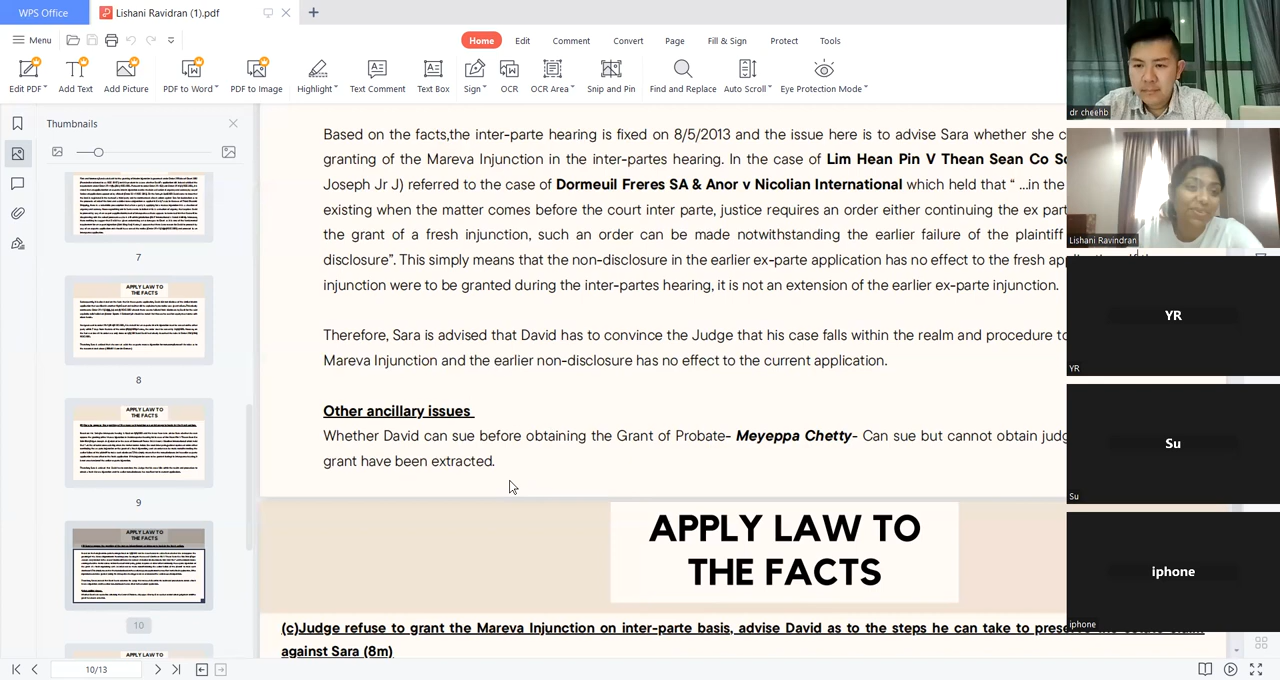 WPS Office
Lishani Ravidran (1).pdf
Menu
Home Edit Comment Convert Page Fill & Sign Protect Tools
Edit PDF Add Text Add Picture PDF to Word PDF to Image Highlight Text Comment Text Box Sign OCR OCR Area Snip and Pin Find and Replace Auto Scroll Eye Protection Mode
Thumbnails
7
APPLY LAW TO
THE FACTS
8
APPLY LAW TO
THE FACTS
9
APPLY LAW TO
THE FACTS
10
APPLY LAW TO
Based on the facts,the inter-parte hearing is fixed on 8/5/2013 and the issue here is to advise Sara whether she
granting of the Mareva Injunction in the inter-partes hearing. In the case of Lim Hean Pin V Thean Sean Co
Joseph Jr J) referred to the case of Dormeuil Freres SA & Anor v Nicolian International which held that “ ...in the
existing when the matter comes before the court inter parte, justice requires an order either continuing the ex
the grant of a fresh injunction, such an order can be made notwithstanding the earlier failure of the plaintiff
disclosure”. This simply means that the non-disclosure in the earlier ex-parte application has no effect to the fresh
injunction were to be granted during the inter-partes hearing, it is not an extension of the earlier ex-parte injunction.
Therefore, Sara is advised that David has to convince the Judge that his case falls within the realm and procedure
Mareva Injunction and the earlier non-disclosure has no effect to the current application.
Other ancillary issues
Whether David can sue before obtaining the Grant of Probate- Meyeppa Chetty- Can sue but cannot obtain
grant have been extracted.
APPLY LAW TO
THE FACTS
(c)Judge refuse to grant the Mareva Injunction on inter-parte basis, advise David as to the steps he can take to
against Sara (8m)
10/13
dr cheehb
Lishani Ravindran
YR
YR
Su
Su
iphone
iphone